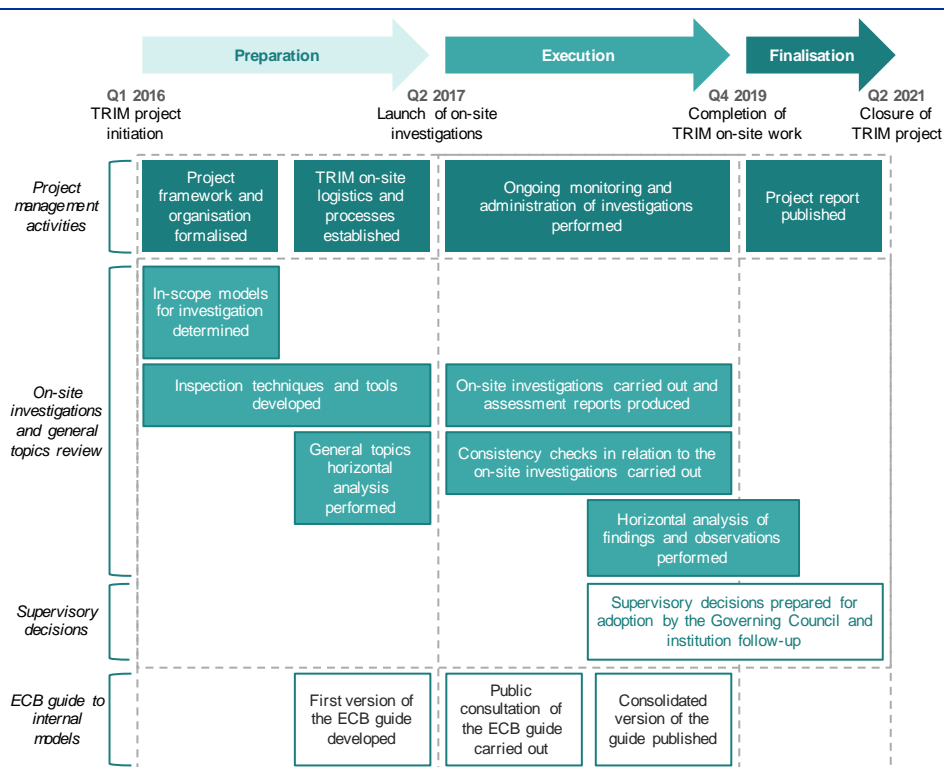 Preparation
Execution
Finalisation
Q1 2016
TRIM project
initiation
Q2 2017
Launch of on-site
investigations
Q4 2019
Completion of
TRIM on-site work
Q2 2021
Closure of
TRIM project
Project
management
activities
Project
framework and
organisation
formalised
TRIM on-site
logistics and
processes
established
Ongoing monitoring and
administration of investigations
performed
Project report
published
On-site
investigations
and general
topics review
In-scope models
for investigation
determined
Inspection techniques and tools
developed
On-site investigations carried out and
assessment reports produced
General topics
horizontal
analysis
performed
Consistency checks in relation to the
on-site investigations carried out
Horizontal analysis of
findings and observations
performed
Supervisory
decisions
Supervisory decisions prepared for
adoption by the Governing Council and
institution follow-up
ECB guide to
internal
models
First version of
the ECB guide
developed
Public
consultation of
the ECB guide
carried out
Consolidated
version of the
guide published